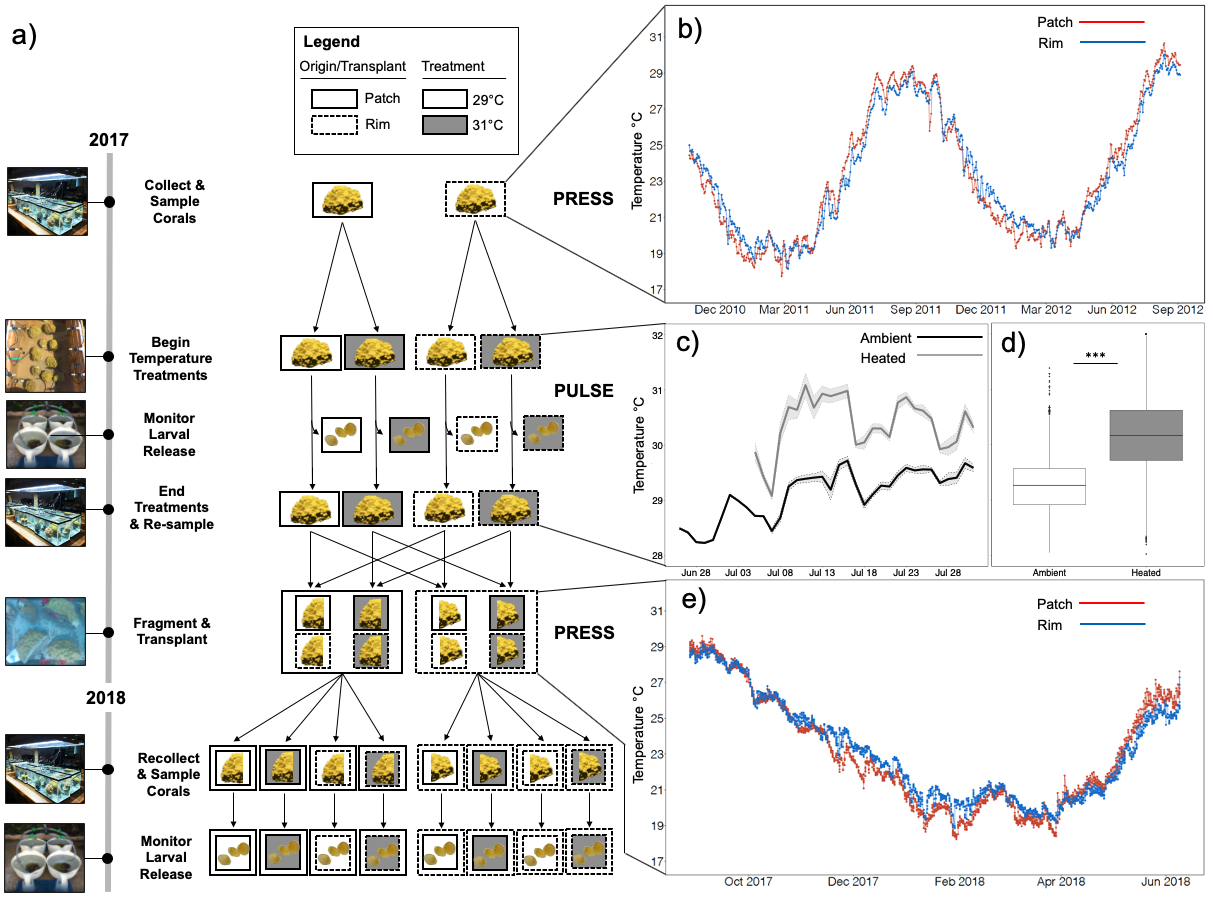 a)
Legend
Origin/Transplant Treatment
Patch 29°C
Rim 31°C
2017
Collect &
Sample
Corals
PRESS
Begin
Temperature
Treatments
PULSE
Monitor
Larval
Release
End
Treatments
& Re-sample
Fragment &
Transplant
PRESS
2018
Recollect
& Sample
Corals
Monitor
Larval
Release
b)
Patch
Rim
Temperature °C
31
29
27
25
23
21
19
17
Dec 2010 Mar 2011 Jun 2011 Sep 2011 Dec 2011 Mar 2012 Jun 2012 Sep 2012
c)
Ambient
Heated
Temperature °C
32
31
30
29
28
Jun 28 Jul 03 Jul 08 Jul 13 Jul 18 Jul 23 Jul 28
d)
***
Ambient Heated
e)
Patch
Rim
Temperature °C
31
29
27
25
23
21
19
17
Oct 2017 Dec 2017 Feb 2018 Apr 2018 Jun 2018